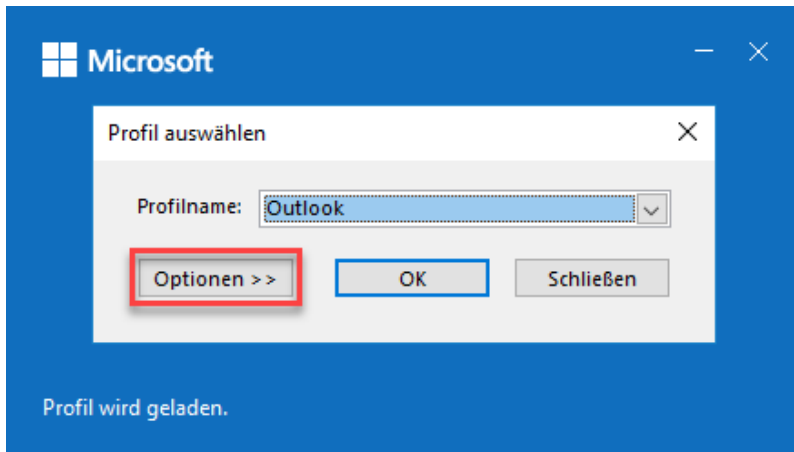 Microsoft
Profil auswählen
Profilname: Outlook
Optionen >> OK Schließen
Profil wird geladen.